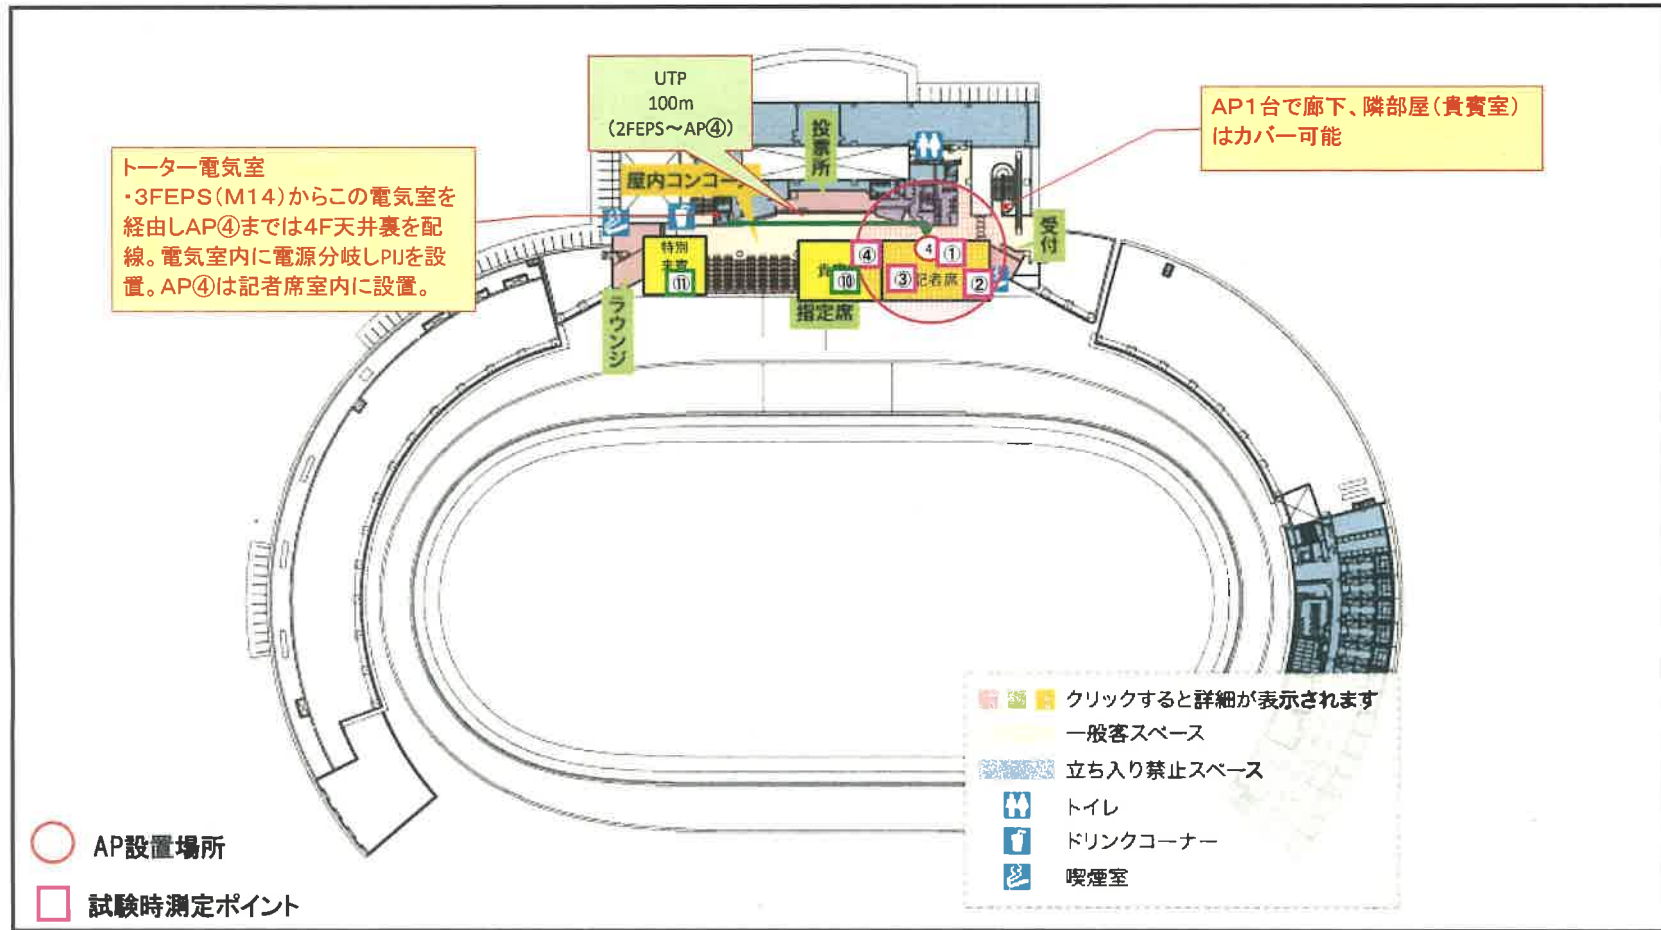 UTP
100m
(2FEPS～AP④)
AP1台で廊下、隣部屋(貴賓室)
はカバー可能
トーター電気室
・3FEPS(M14)からこの電気室を
経由しAP④までは4F天井裏を配
線。電気室内に電源分岐しPIJを設
置。AP④は記者席室内に設置。
投票所
屋内コンコー
受付
特別
⑪
貴
⑩
④
4
①
③
記者席
②
指定席
ラウンジ
クリックすると詳細が表示されます
一般客スペース
立ち入り禁止スペース
トイレ
ドリンクコーナー
喫煙室
AP設置場所
試験時測定ポイント